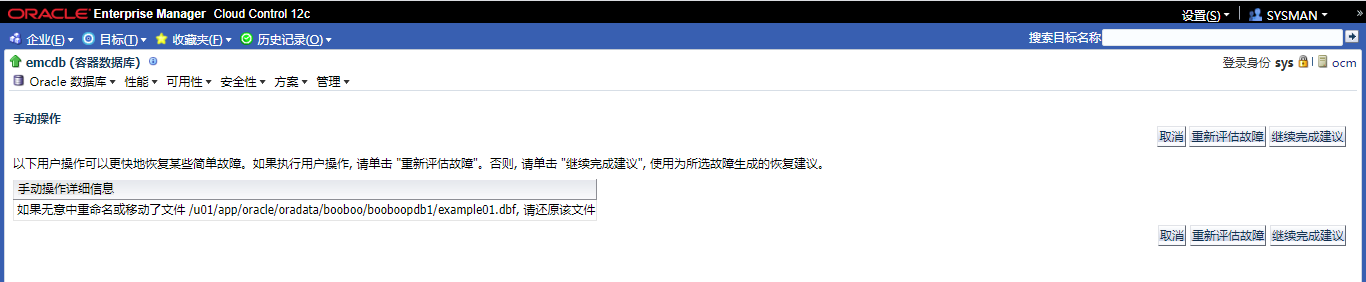 ORACLE Enterprise Manager Cloud Control 12c 设置(S) SYSMAN »
企业(E) 目标(T) 收藏夹(F) 历史记录(O) 搜索目标名称
emcdb (容器数据库) 登录身份 sys ocm
Oracle 数据库 性能 可用性 安全性 方案 管理
手动操作
取消 重新评估故障 继续完成建议
以下用户操作可以更快地恢复某些简单故障。如果执行用户操作, 请单击 "重新评估故障"。否则, 请单击 "继续完成建议", 使用为所选故障生成的恢复建议。
手动操作详细信息
如果无意中重命名或移动了文件 /u01/app/oracle/oradata/booboo/booboopdb1/example01.dbf, 请还原该文件
取消 重新评估故障 继续完成建议